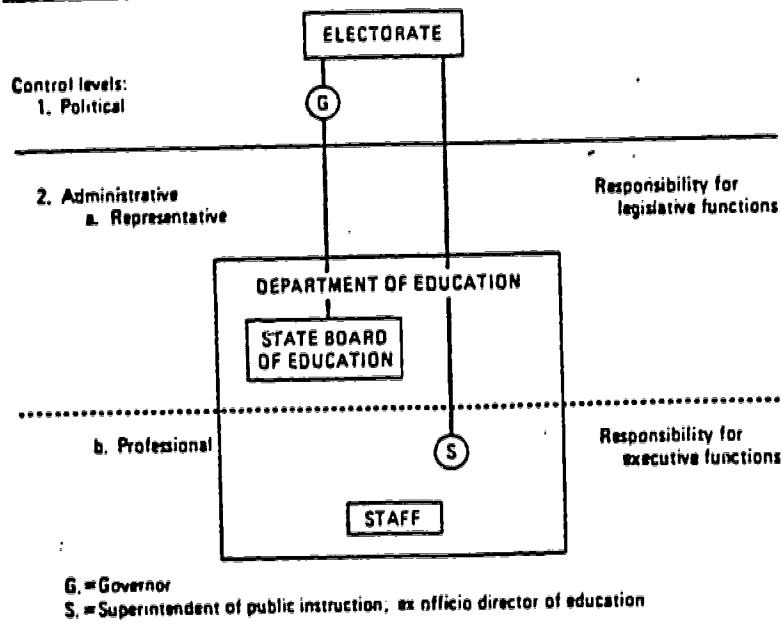 ELECTORATE
Control levels:
1. Political
G
2. Administrative
a. Representative
Responsibility for
legislative functions
DEPARTMENT OF EDUCATION
STATE BOARD
OF EDUCATION
b. Professional
S
Responsibility for
executive functions
STAFF
G. = Governor
S. = Superintendent of public instruction; ex officio director of education